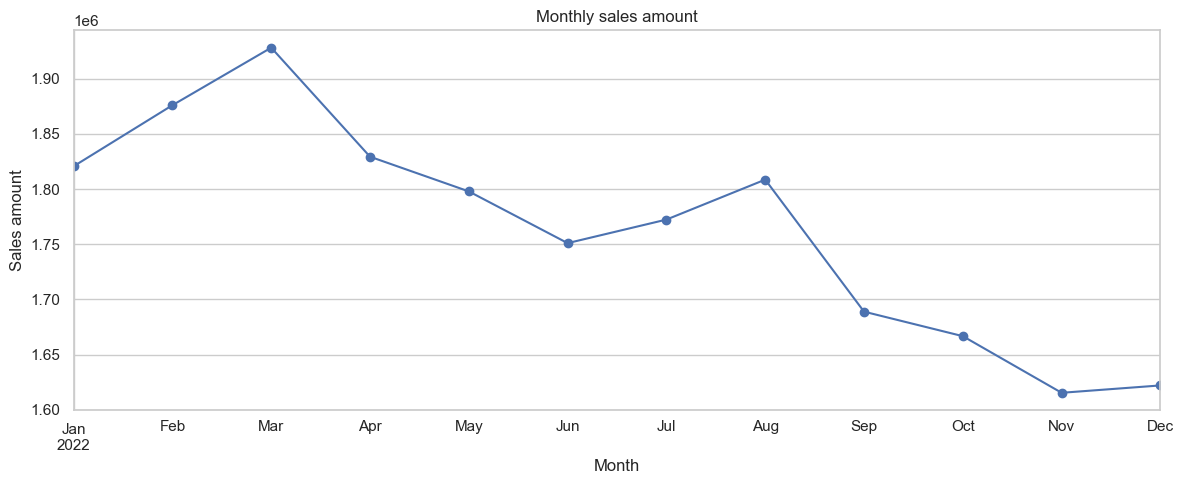 Monthly sales amount
1e6
1.90
1.85
1.80
1.75
1.70
1.65
1.60
Sales amount
Jan Feb Mar Apr May Jun Jul Aug Sep Oct Nov Dec
2022
Month